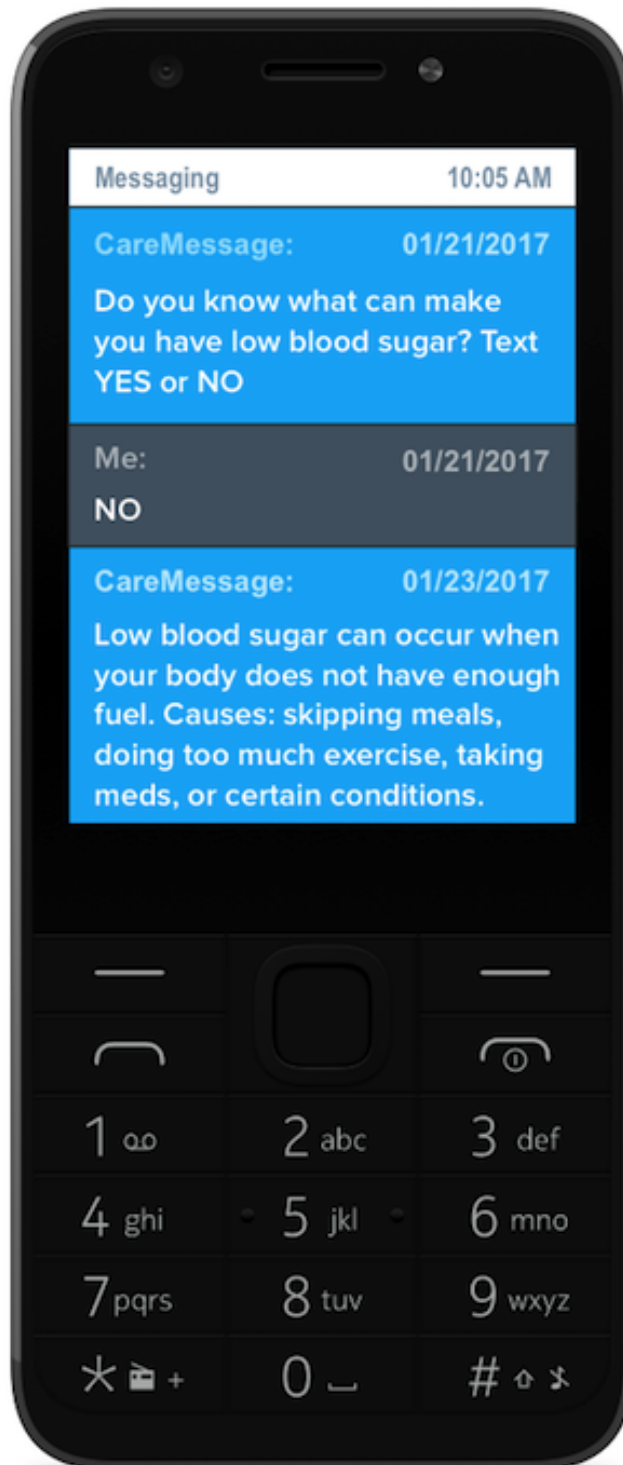 Messaging 10:05 AM
CareMessage: 01/21/2017
Do you know what can make
you have low blood sugar? Text
YES or NO
Me: 01/21/2017
NO
CareMessage: 01/23/2017
Low blood sugar can occur when
your body does not have enough
fuel. Causes: skipping meals,
doing too much exercise, taking
meds, or certain conditions.
1 2 abc 3 def
4 ghi 5 jkl 6 mno
7 pqrs 8 tuv 9 wxyz
* + 0 #